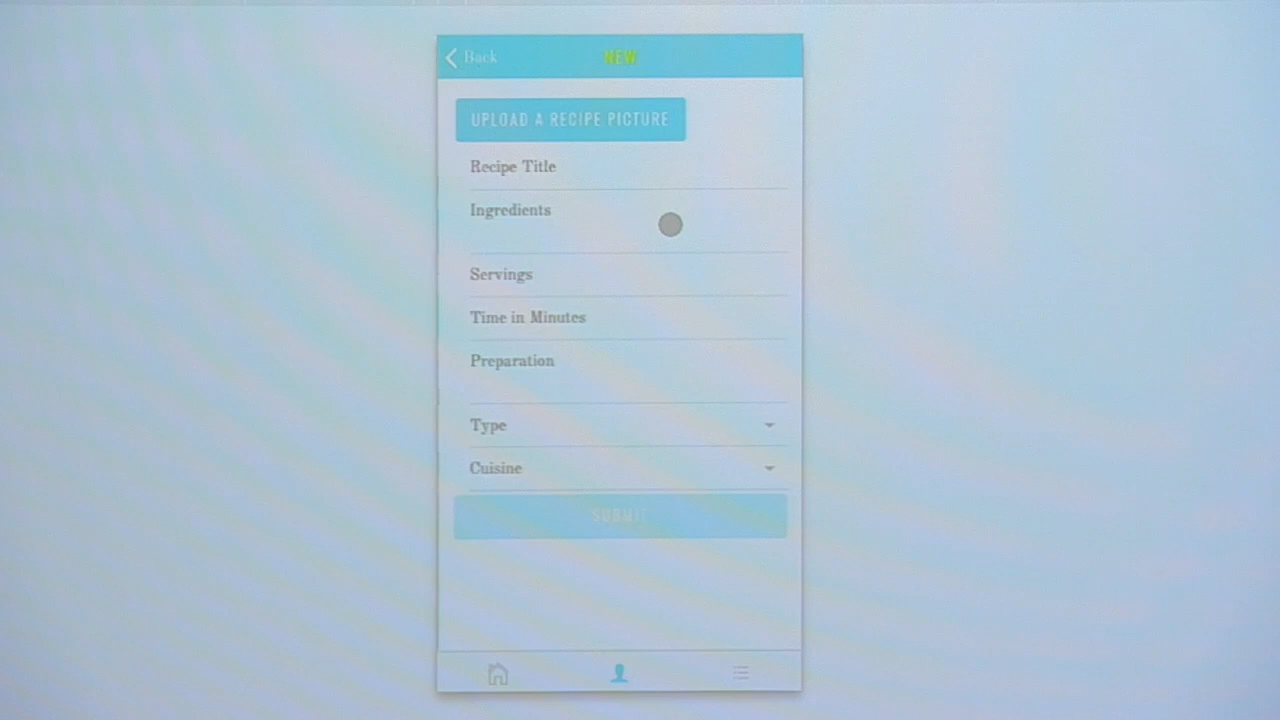 Back
NEW
UPLOAD A RECIPE PICTURE
Recipe Title
Ingredients
Servings
Time in Minutes
Preparation
Type
Cuisine
SUBMIT